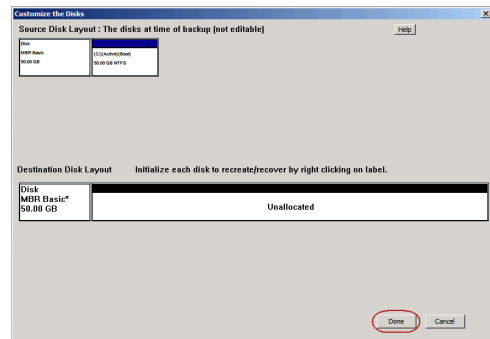 Customize the Disks
Source Disk Layout : The disks at time of backup (not editable)
Help
Disk
MBR Basic
50.00 GB
(C:)(Active)(Boot)
50.00 GB NTFS
Destination Disk Layout Initialize each disk to recreate/recover by right clicking on label.
Disk
MBR Basic*
50.00 GB
Unallocated
Done Cancel